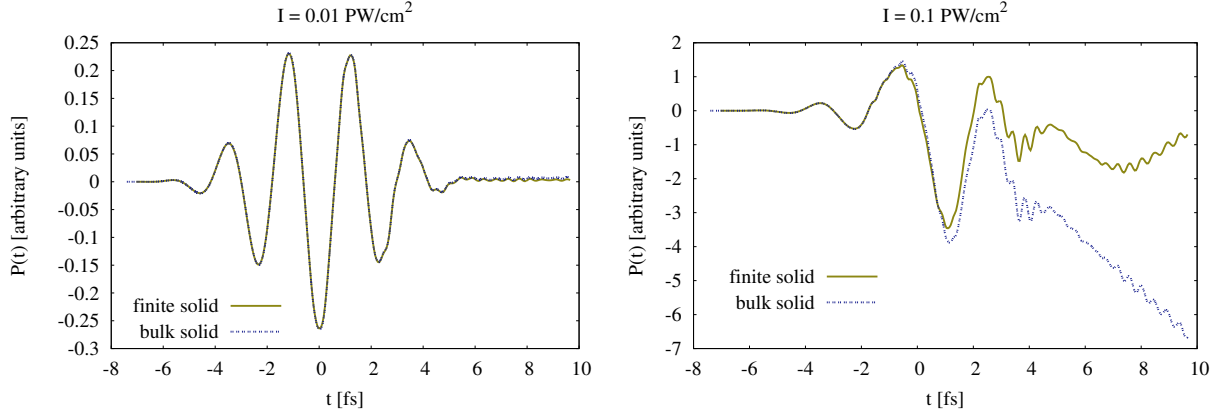 I = 0.01 PW/cm²
P(t) [arbitrary units]
0.25
0.2
0.15
0.1
0.05
0
-0.05
-0.1
-0.15
-0.2
-0.25
-0.3
finite solid
bulk solid
-8 -6 -4 -2 0 2 4 6 8 10
t [fs]
I = 0.1 PW/cm²
P(t) [arbitrary units]
2
1
0
-1
-2
-3
-4
-5
-6
-7
finite solid
bulk solid
-8 -6 -4 -2 0 2 4 6 8 10
t [fs]